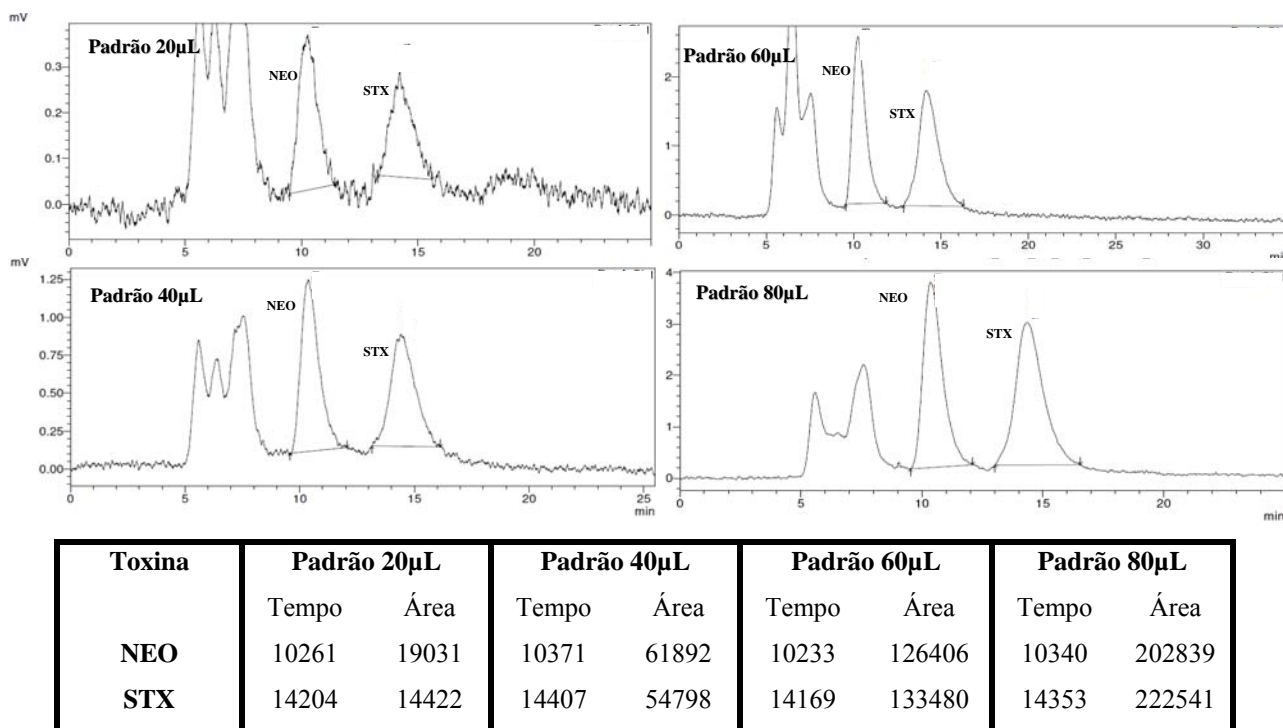 mV
Padrão 20µL
NEO
STX
0.3
0.2
0.1
0.0
0 5 10 15 20
Padrão 60µL
NEO
STX
2
1
0
0 5 10 15 20 25 30
min
mV
Padrão 40µL
NEO
STX
1.25
1.00
0.75
0.50
0.25
0.00
0 5 10 15 20 25
min
Padrão 80µL
NEO
STX
4
3
2
1
0
0 5 10 15 20
min
Toxina Padrão 20µL Padrão 40µL Padrão 60µL Padrão 80µL
Tempo Área Tempo Área Tempo Área Tempo Área
NEO 10261 19031 10371 61892 10233 126406 10340 202839
STX 14204 14422 14407 54798 14169 133480 14353 222541